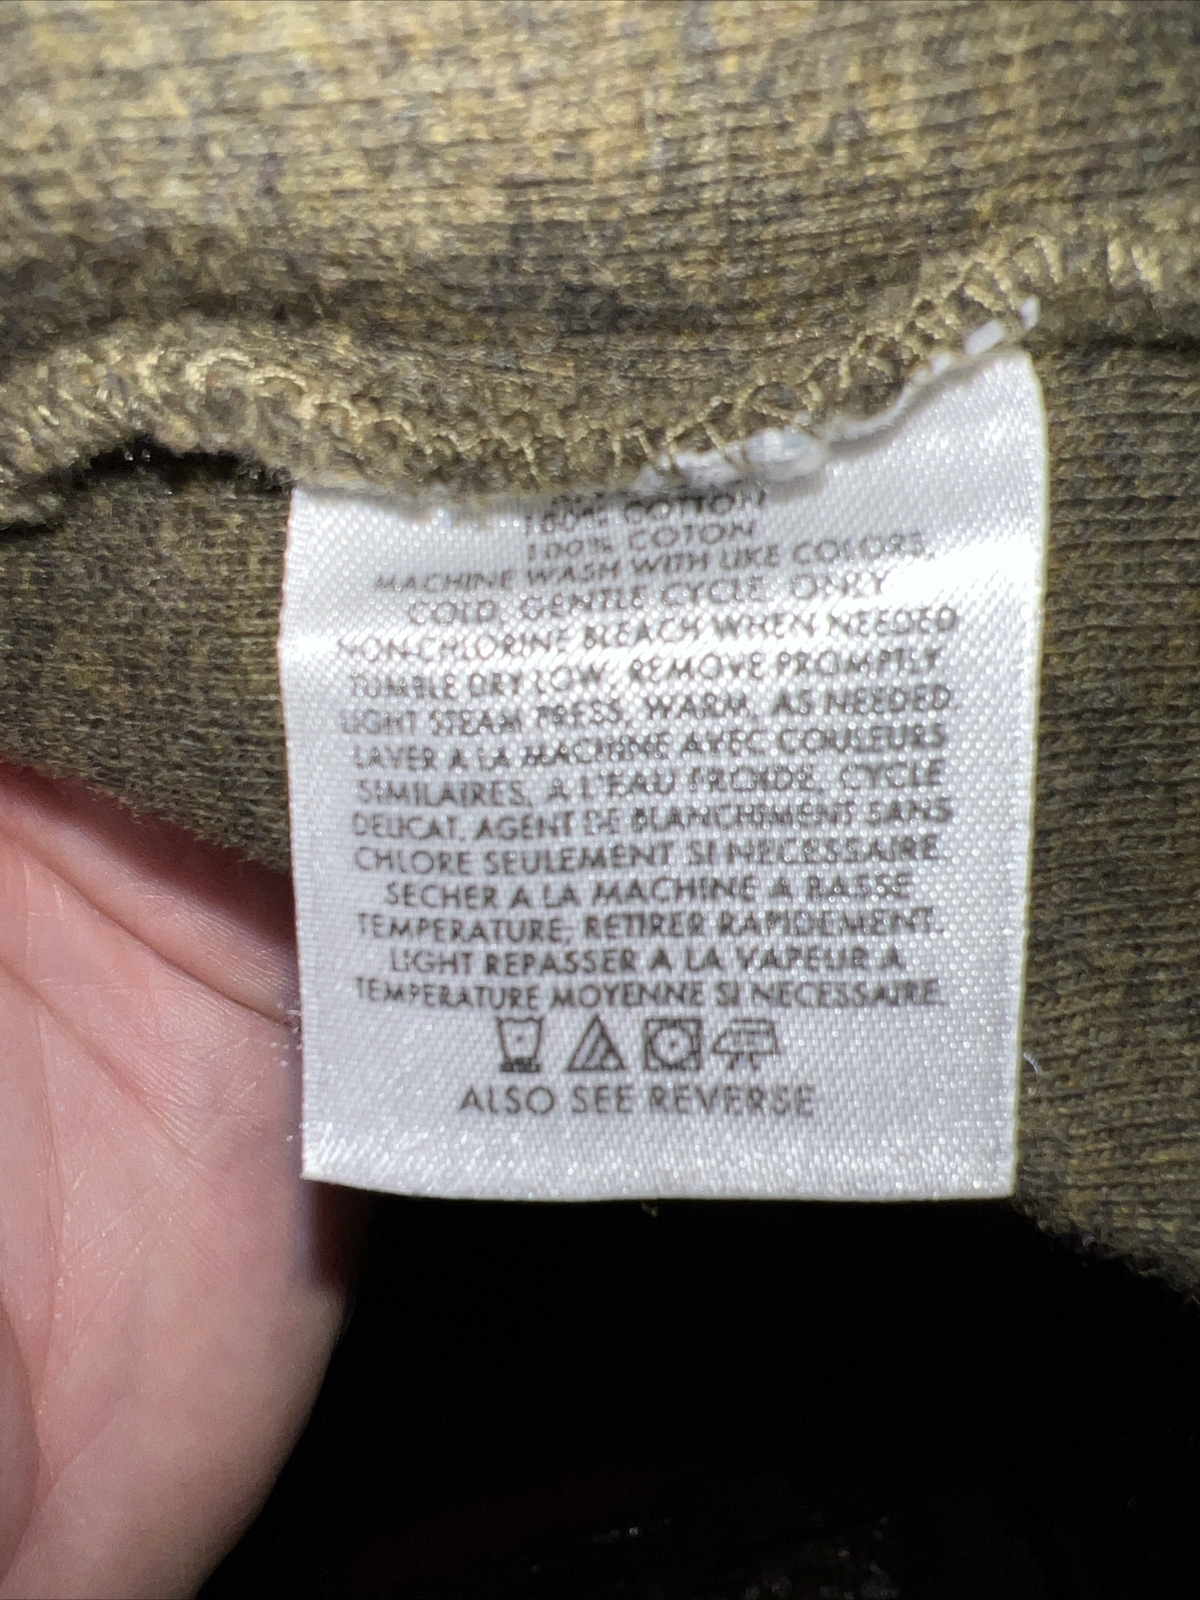 100% COTTON
100% COTON
MACHINE WASH WITH LIKE COLORS
COLD, GENTLE CYCLE. ONLY
NON-CHLORINE BLEACH WHEN NEEDED
TUMBLE DRY LOW. REMOVE PROMPTLY
LIGHT STEAM PRESS, WARM, AS NEEDED.
LAVER A LA MACHINE AVEC COULEURS
SIMILAIRES, A L'EAU FROIDE, CYCLE
DELICAT. AGENT DE BLANCHIMENT SANS
CHLORE SEULEMENT SI NECESSAIRE.
SECHER A LA MACHINE A BASSE
TEMPERATURE; RETIRER RAPIDEMENT.
LIGHT REPASSER A LA VAPEUR A
TEMPERATURE MOYENNE SI NECESSAIRE.
ALSO SEE REVERSE